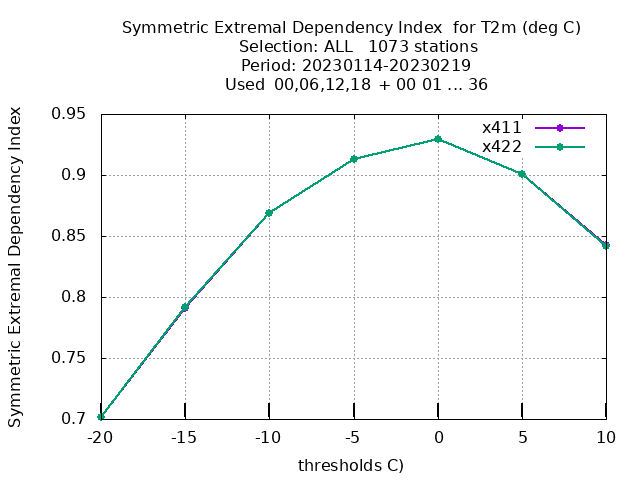 Symmetric Extremal Dependency Index  for T2m (deg C)
Selection: ALL   1073 stations
Period: 20230114-20230219
Used  00,06,12,18  + 00 01 ... 36
Symmetric Extremal Dependency Index
0.95
0.9
0.85
0.8
0.75
0.7
x411
x422
-20 -15 -10 -5 0 5 10
thresholds C)